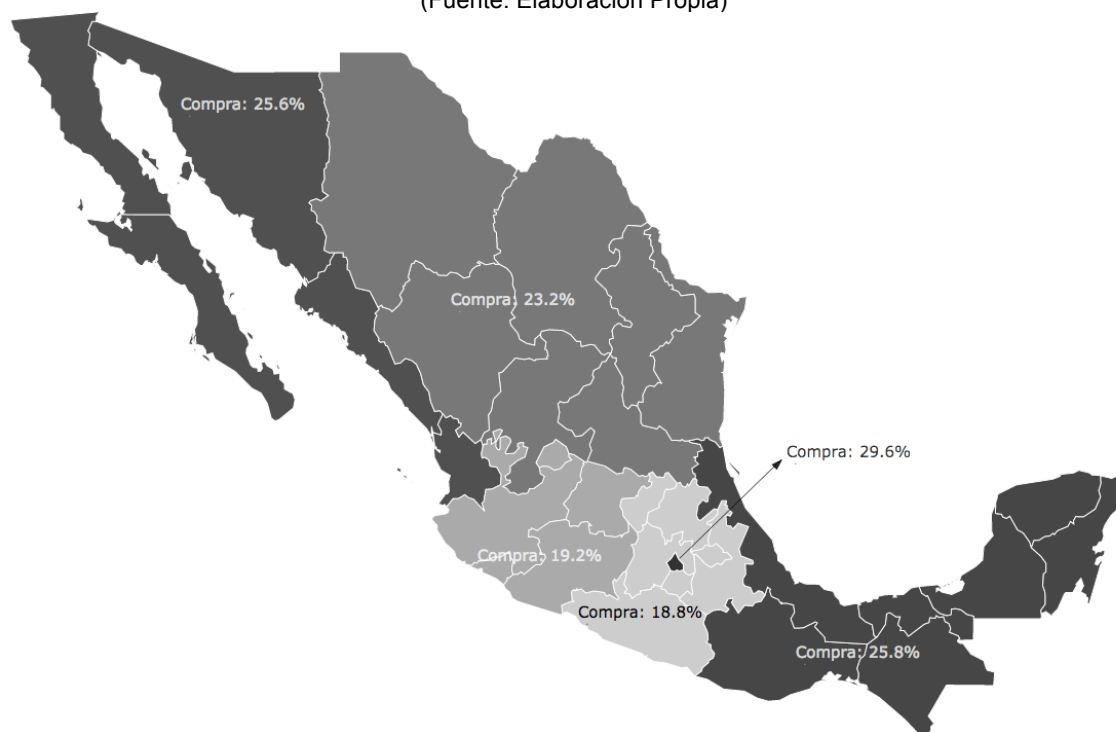 (Fuente: Elaboración Propia)
Compra: 25.6%
Compra: 23.2%
Compra: 29.6%
Compra: 19.2%
Compra: 18.8%
Compra: 25.8%